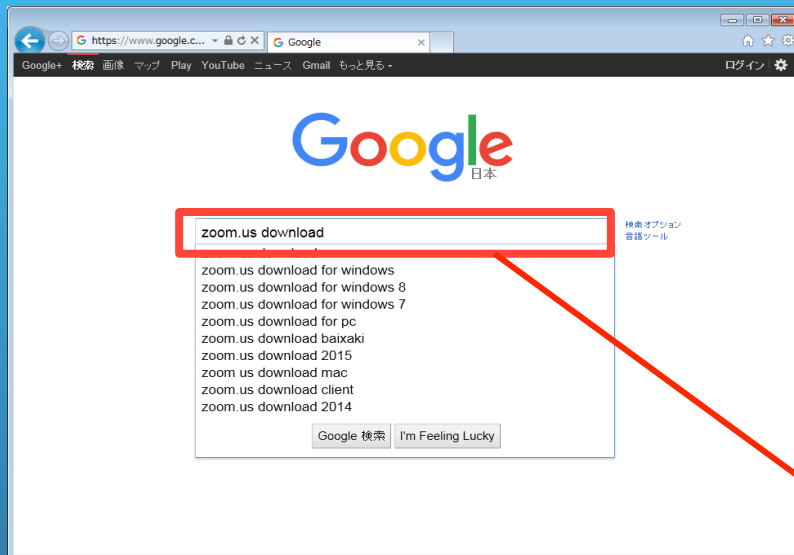 https://www.google.c...
Google
Google+ 検索 画像 マップ Play YouTube ニュース Gmail もっと見る
ログイン
Google
日本
zoom.us download
検索オプション
言語ツール
zoom.us download
zoom.us download for windows
zoom.us download for windows 8
zoom.us download for windows 7
zoom.us download for pc
zoom.us download baixaki
zoom.us download 2015
zoom us download mac
zoom.us download client
zoom.us download 2014
Google 検索 I'm Feeling Lucky